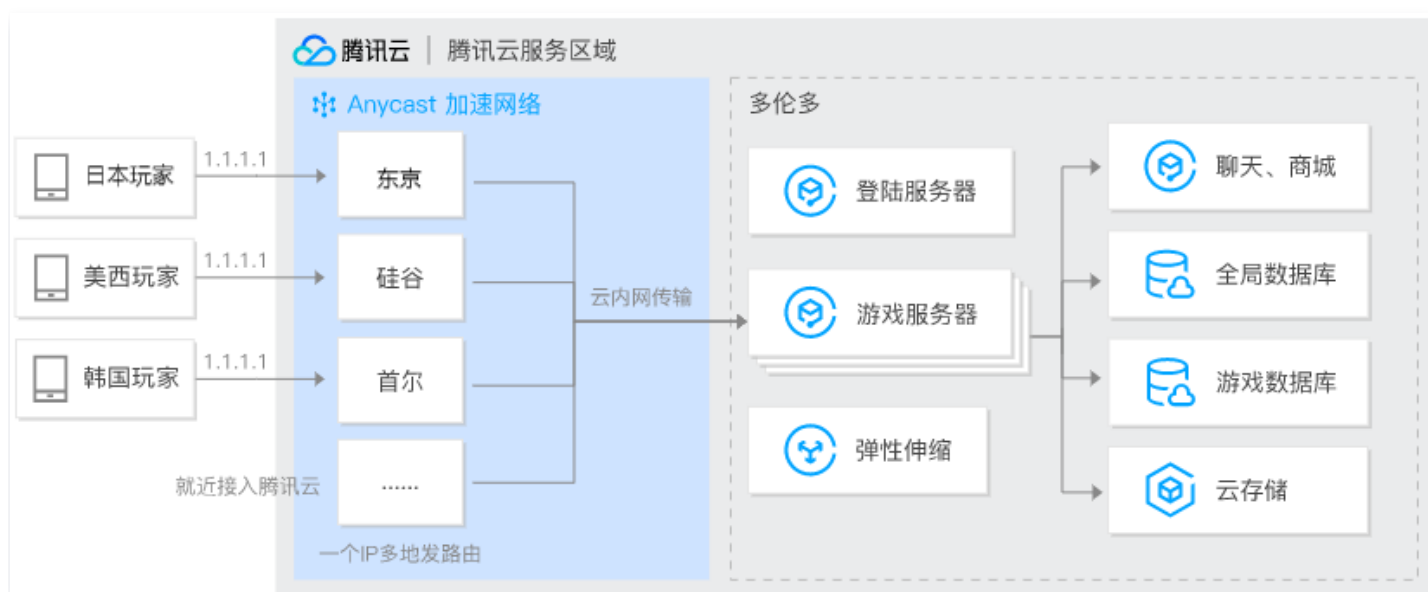 腾讯云 | 腾讯云服务区域
Anycast 加速网络
多伦多
日本玩家
1.1.1.1
东京
美西玩家
1.1.1.1
硅谷
韩国玩家
1.1.1.1
首尔
就近接入腾讯云
......
一个IP多地发路由
云内网传输
登陆服务器
游戏服务器
弹性伸缩
聊天、商城
全局数据库
游戏数据库
云存储